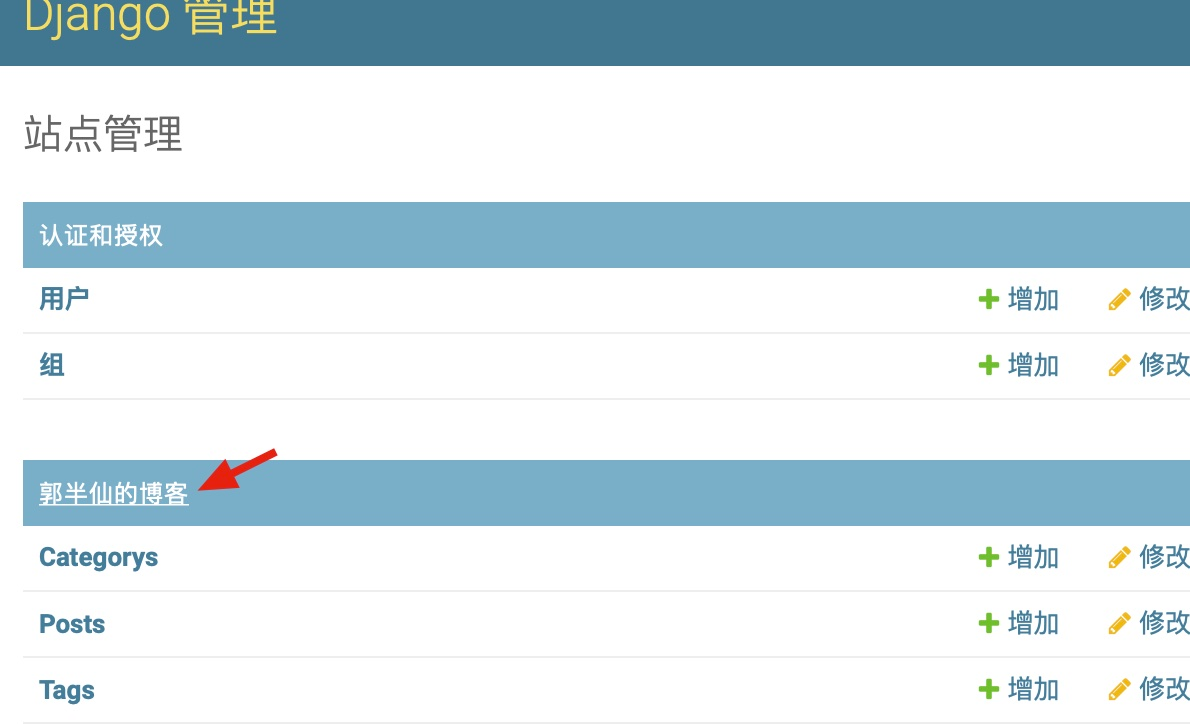 Django 管理
站点管理
认证和授权
用户 增加 修改
组 增加 修改
郭半仙的博客
Categorys 增加 修改
Posts 增加 修改
Tags 增加 修改